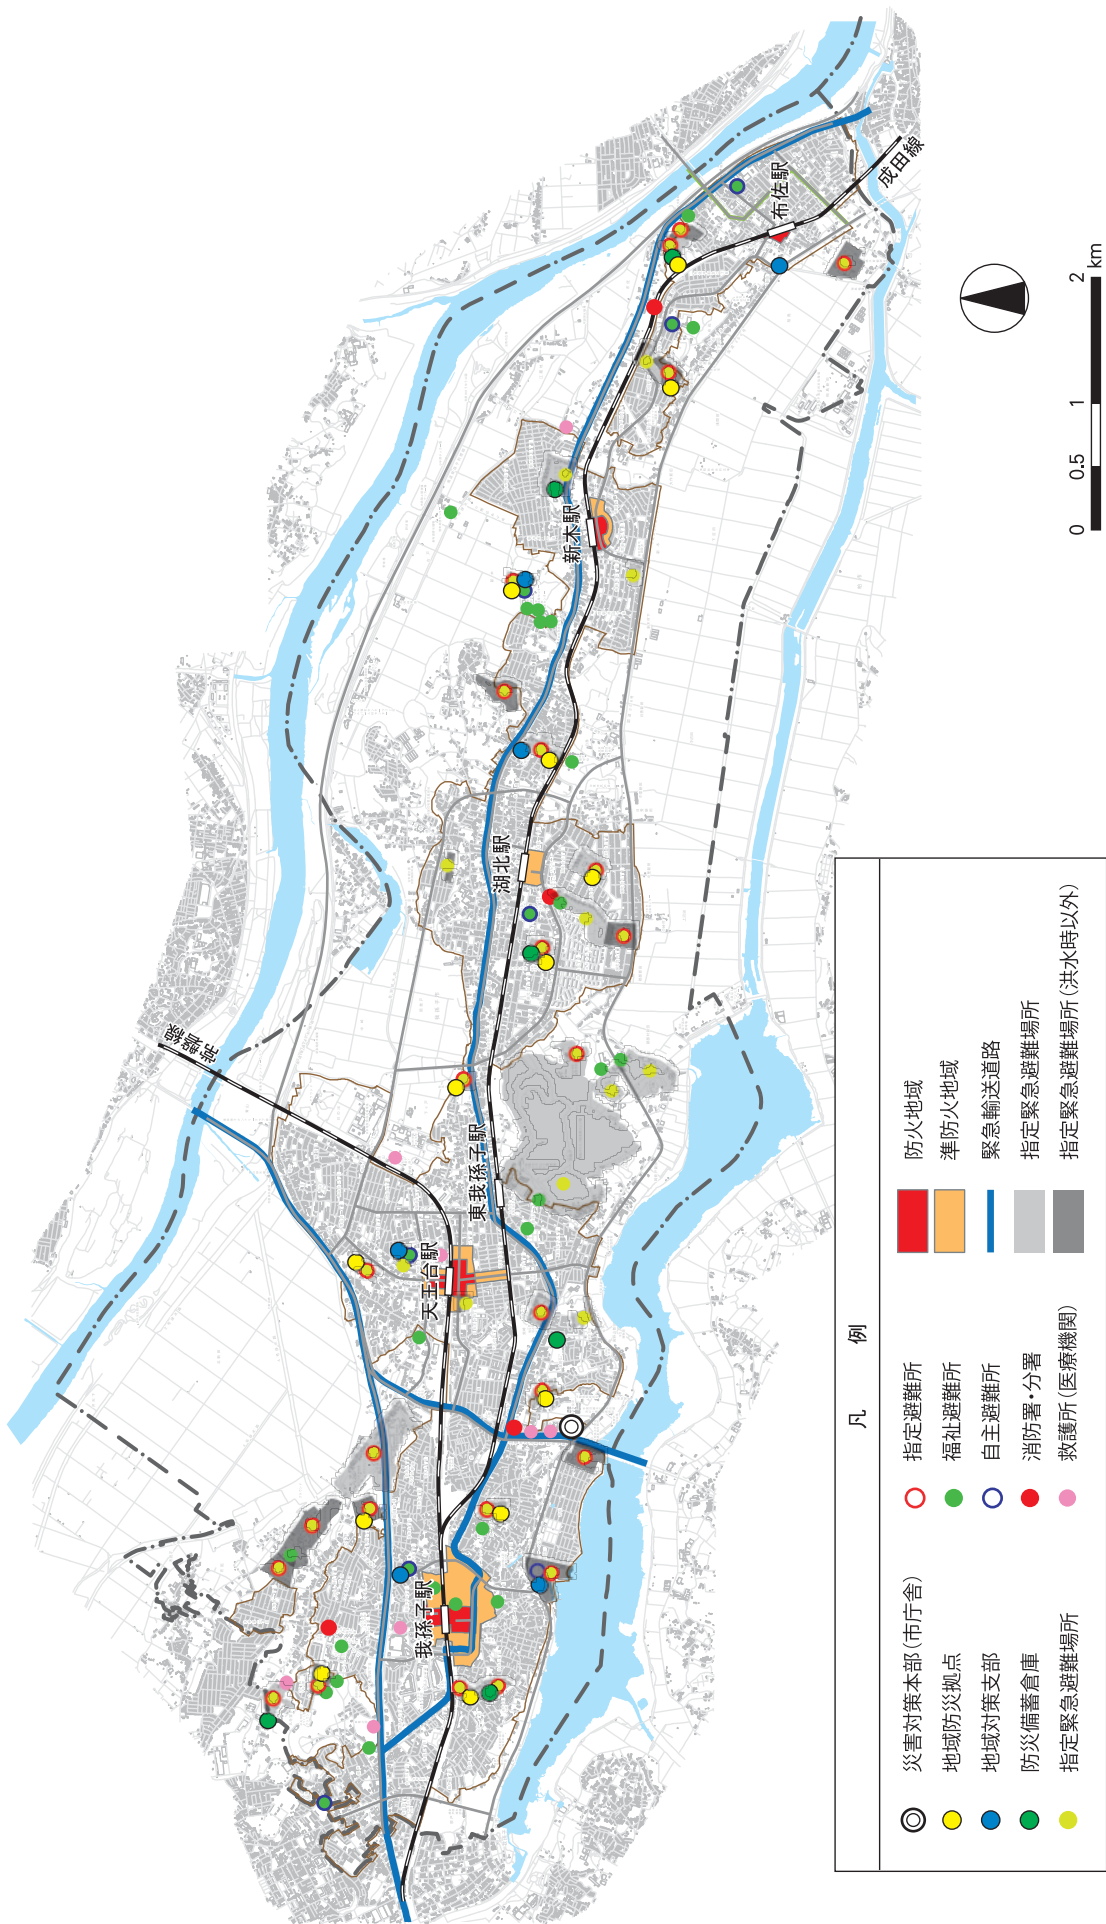 常磐線
成田線
布佐駅
新木駅
湖北駅
東我孫子駅
天王台駅
我孫子駅
0 0.5 1 2 km
凡 例
災害対策本部(市庁舎)
地域防災拠点
地域対策支部
防災備蓄倉庫
指定緊急避難場所
指定避難所
福祉避難所
自主避難所
消防署・分署
救護所(医療機関)
防火地域
準防火地域
緊急輸送道路
指定緊急避難場所
指定緊急避難場所(洪水時以外)